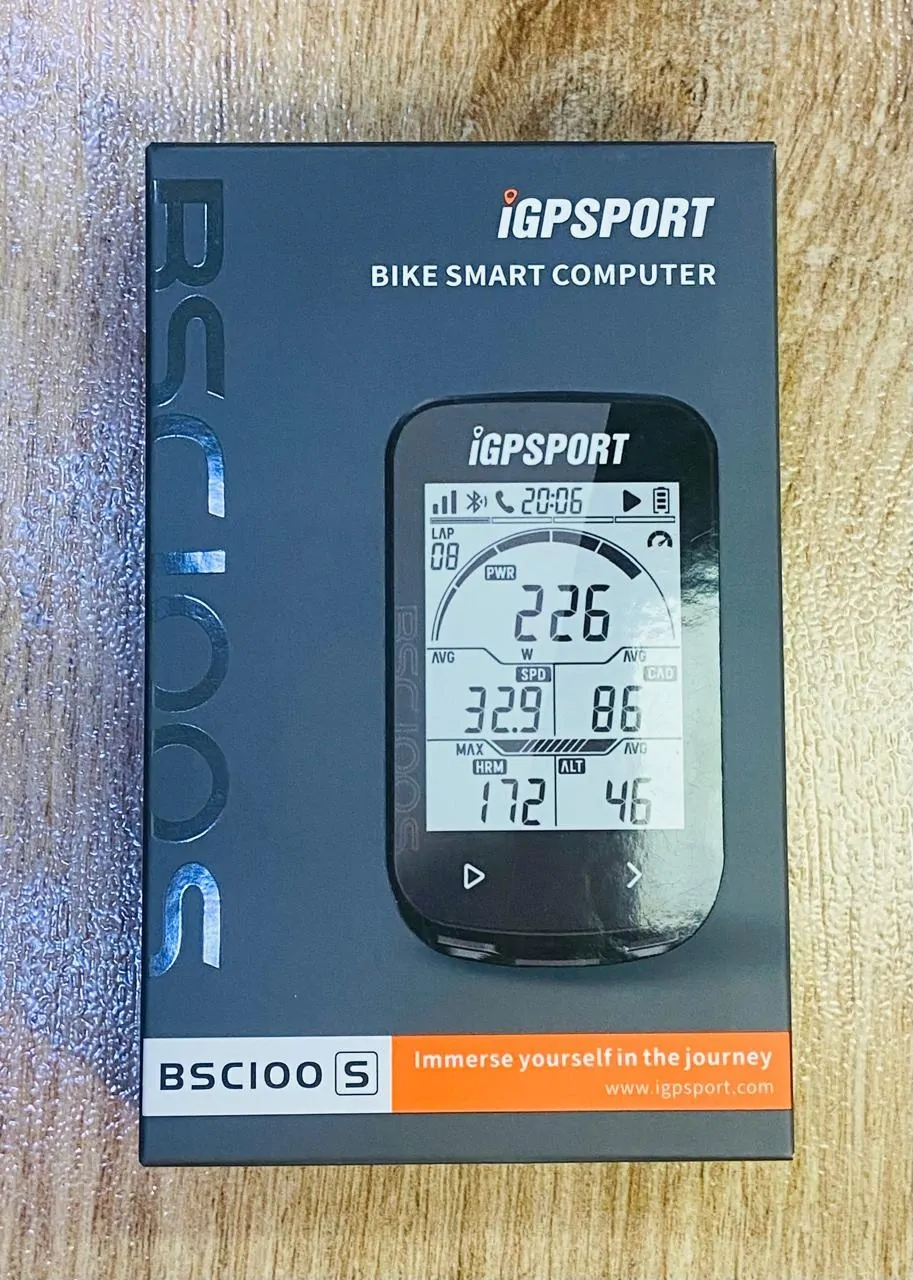 iGPSPORT
BIKE SMART COMPUTER
BSC100S
iGPSPORT
20:06
LAP
08
PWR
226
AVG W AVG
SPD CAD
32.9 86
MAX AVG
HRM ALT
172 46
BSC100S
BSC100 S
Immerse yourself in the journey
www.igpsport.com